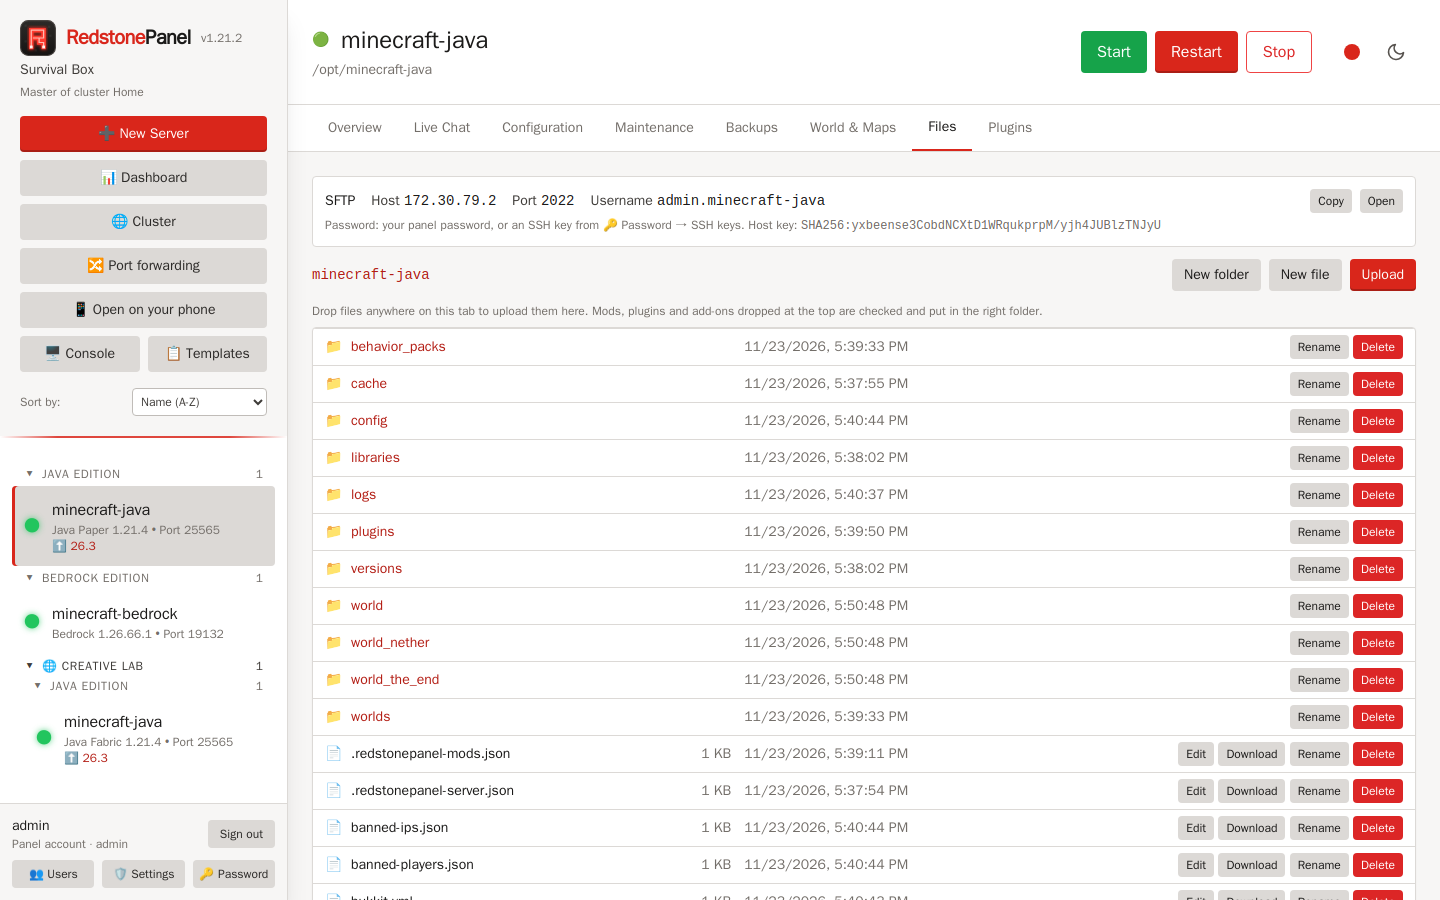 RedstonePanel v1.21.2
Survival Box
Master of cluster Home
➕ New Server
📊 Dashboard
🌐 Cluster
🔀 Port forwarding
📱 Open on your phone
🖥️ Console
📋 Templates
Sort by:
Name (A-Z)
▼ JAVA EDITION 1
minecraft-java
Java Paper 1.21.4 • Port 25565
⬆️ 26.3
▼ BEDROCK EDITION 1
minecraft-bedrock
Bedrock 1.26.66.1 • Port 19132
▼ 🌐 CREATIVE LAB 1
▼ JAVA EDITION 1
minecraft-java
Java Fabric 1.21.4 • Port 25565
⬆️ 26.3
admin
Panel account · admin
Sign out
👥 Users
🛡️ Settings
🔑 Password
minecraft-java
/opt/minecraft-java
Start
Restart
Stop
Overview
Live Chat
Configuration
Maintenance
Backups
World & Maps
Files
Plugins
SFTP Host 172.30.79.2 Port 2022 Username admin.minecraft-java
Copy
Open
Password: your panel password, or an SSH key from 🔑 Password → SSH keys. Host key: SHA256:yxbeense3CobdNCXtD1WRqukprpM/yjh4JUBlzTNJyU
minecraft-java
New folder
New file
Upload
Drop files anywhere on this tab to upload them here. Mods, plugins and add-ons dropped at the top are checked and put in the right folder.
behavior_packs 11/23/2026, 5:39:33 PM Rename Delete
cache 11/23/2026, 5:37:55 PM Rename Delete
config 11/23/2026, 5:40:44 PM Rename Delete
libraries 11/23/2026, 5:38:02 PM Rename Delete
logs 11/23/2026, 5:40:37 PM Rename Delete
plugins 11/23/2026, 5:39:50 PM Rename Delete
versions 11/23/2026, 5:38:02 PM Rename Delete
world 11/23/2026, 5:50:48 PM Rename Delete
world_nether 11/23/2026, 5:50:48 PM Rename Delete
world_the_end 11/23/2026, 5:50:48 PM Rename Delete
worlds 11/23/2026, 5:39:33 PM Rename Delete
.redstonepanel-mods.json 1 KB 11/23/2026, 5:39:11 PM Edit Download Rename Delete
.redstonepanel-server.json 1 KB 11/23/2026, 5:37:54 PM Edit Download Rename Delete
banned-ips.json 1 KB 11/23/2026, 5:40:44 PM Edit Download Rename Delete
banned-players.json 1 KB 11/23/2026, 5:40:44 PM Edit Download Rename Delete